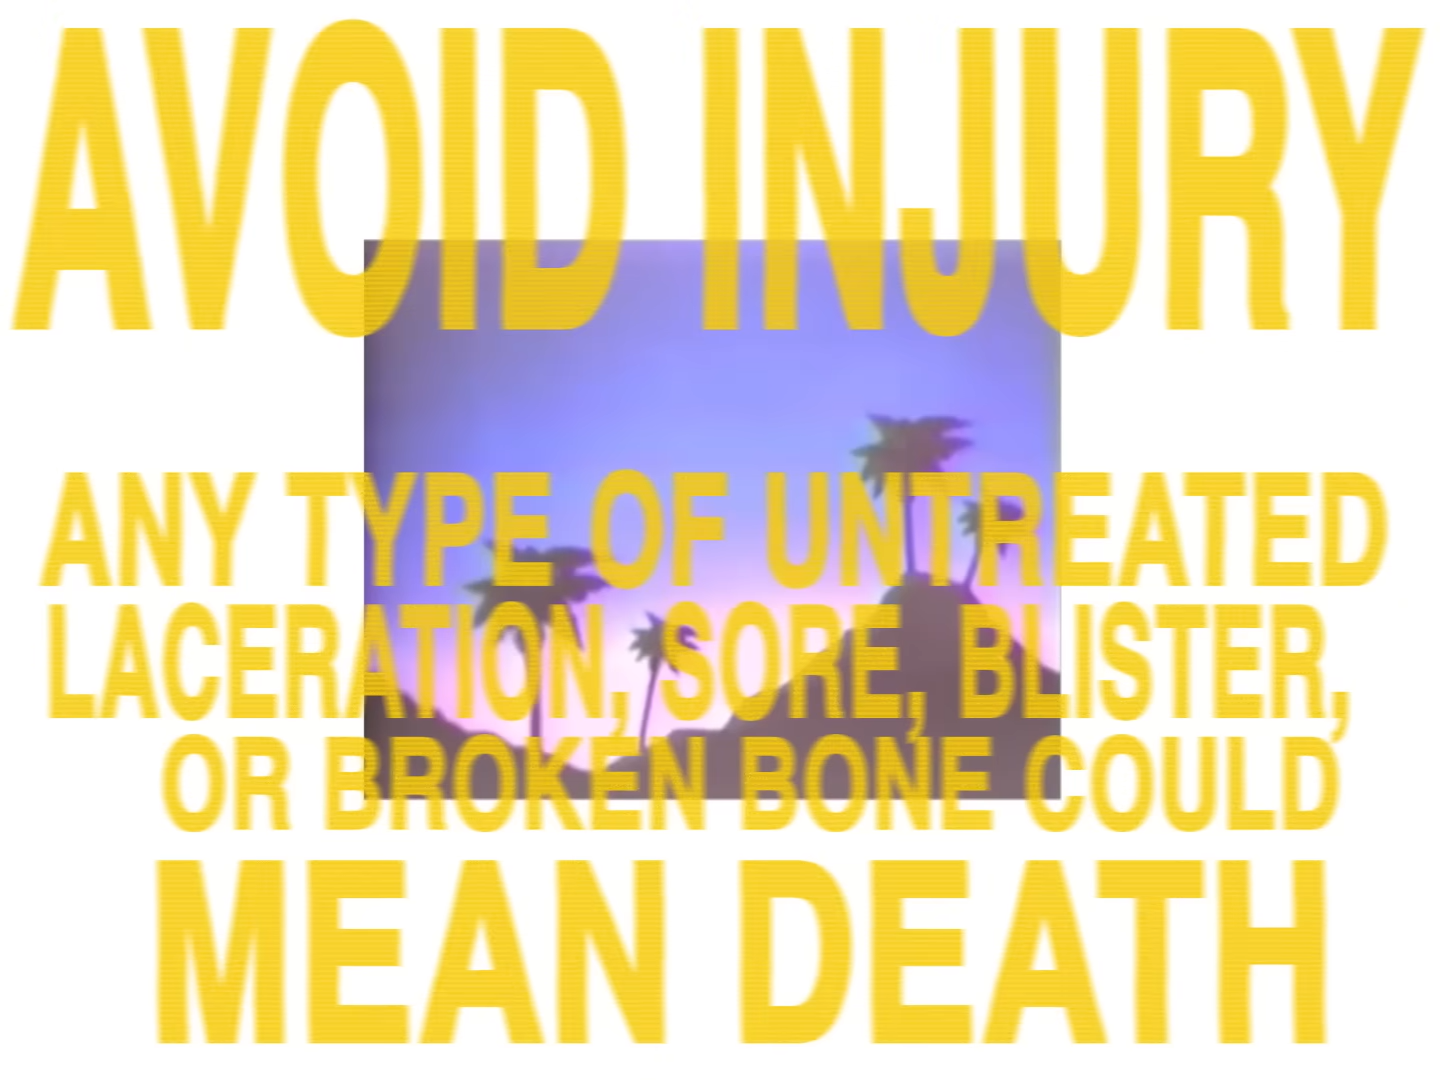 AVOID INJURY
ANY TYPE OF UNTREATED
LACERATION, SORE, BLISTER,
OR BROKEN BONE COULD
MEAN DEATH